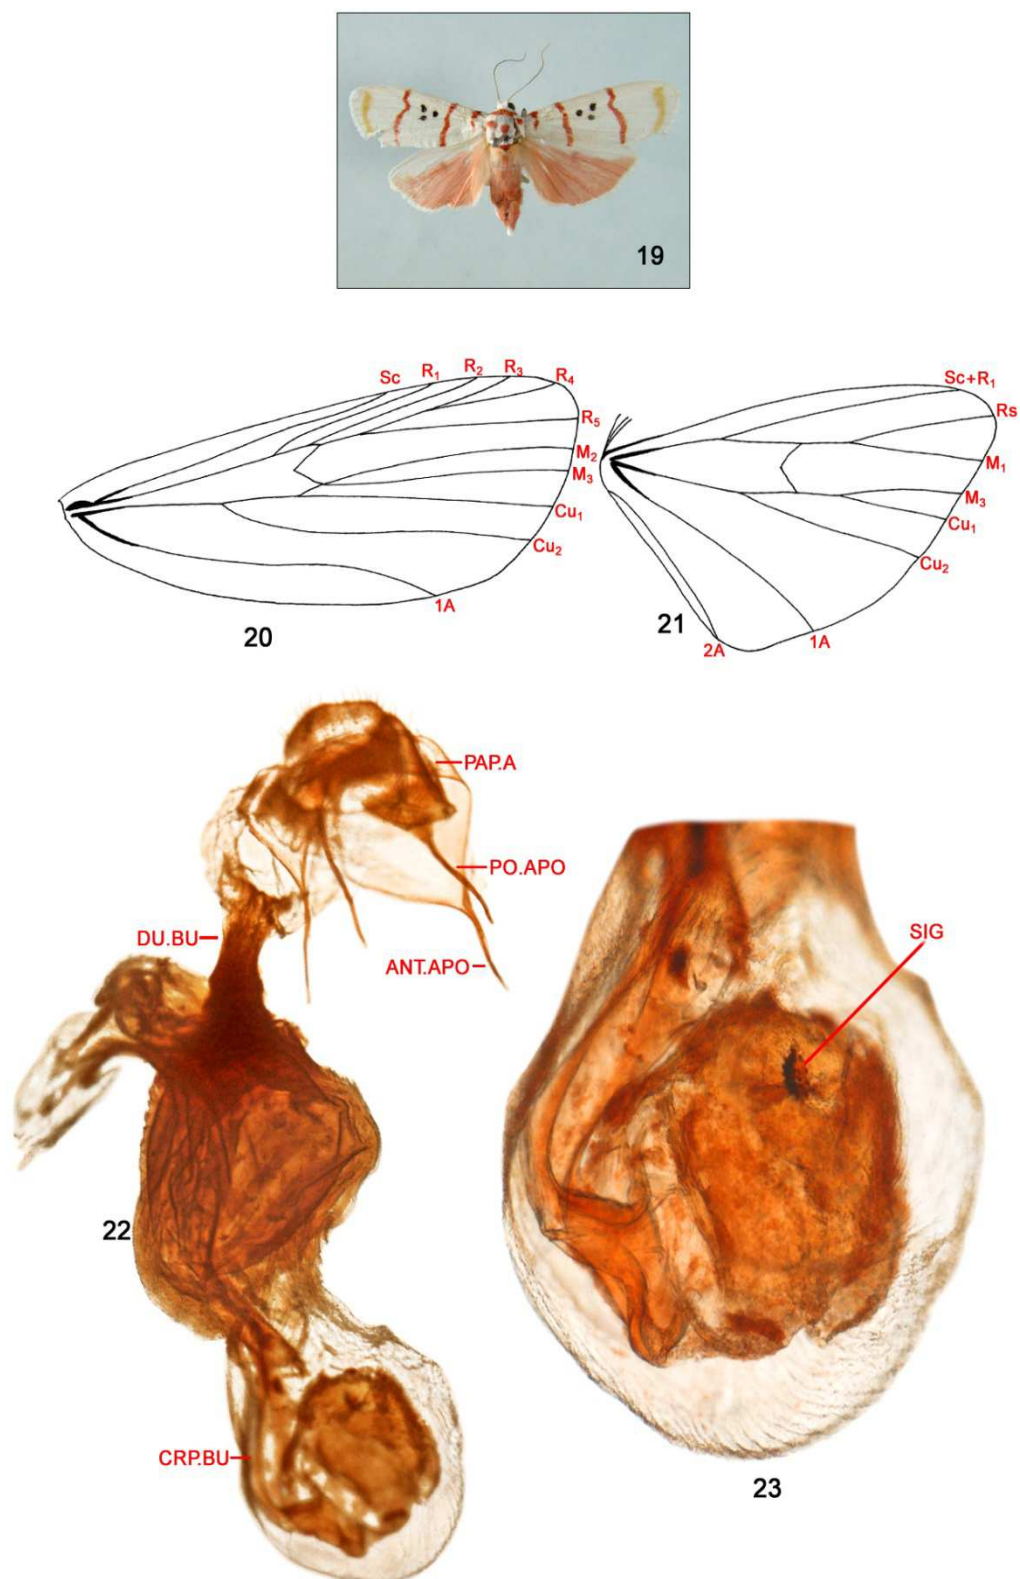 19
Sc R₁ R₂ R₃ R₄
R₅
M₂
M₃
Cu₁
Cu₂
1A
20
Sc+R₁
Rs
M₁
M₃
Cu₁
Cu₂
1A
2A
21
PAP.A
PO.APO
DU.BU
ANT.APO
22
CRP.BU
SIG
23